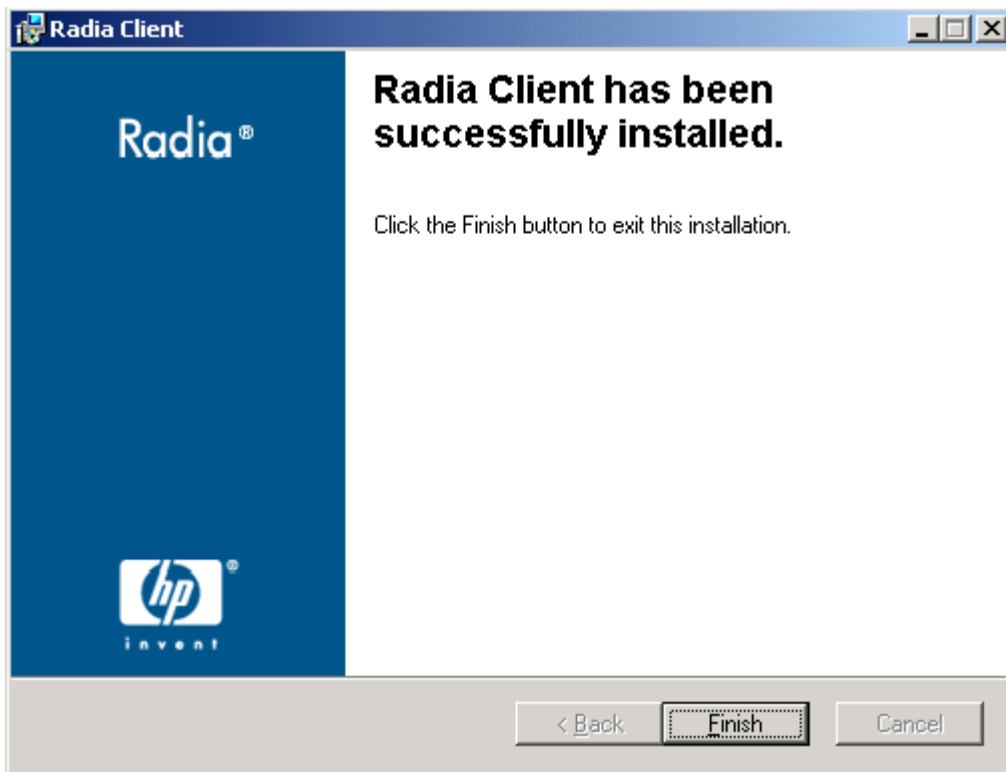 Radia Client
Radia®
Radia Client has been
successfully installed.
Click the Finish button to exit this installation.
hp®
invent
< Back
Finish
Cancel